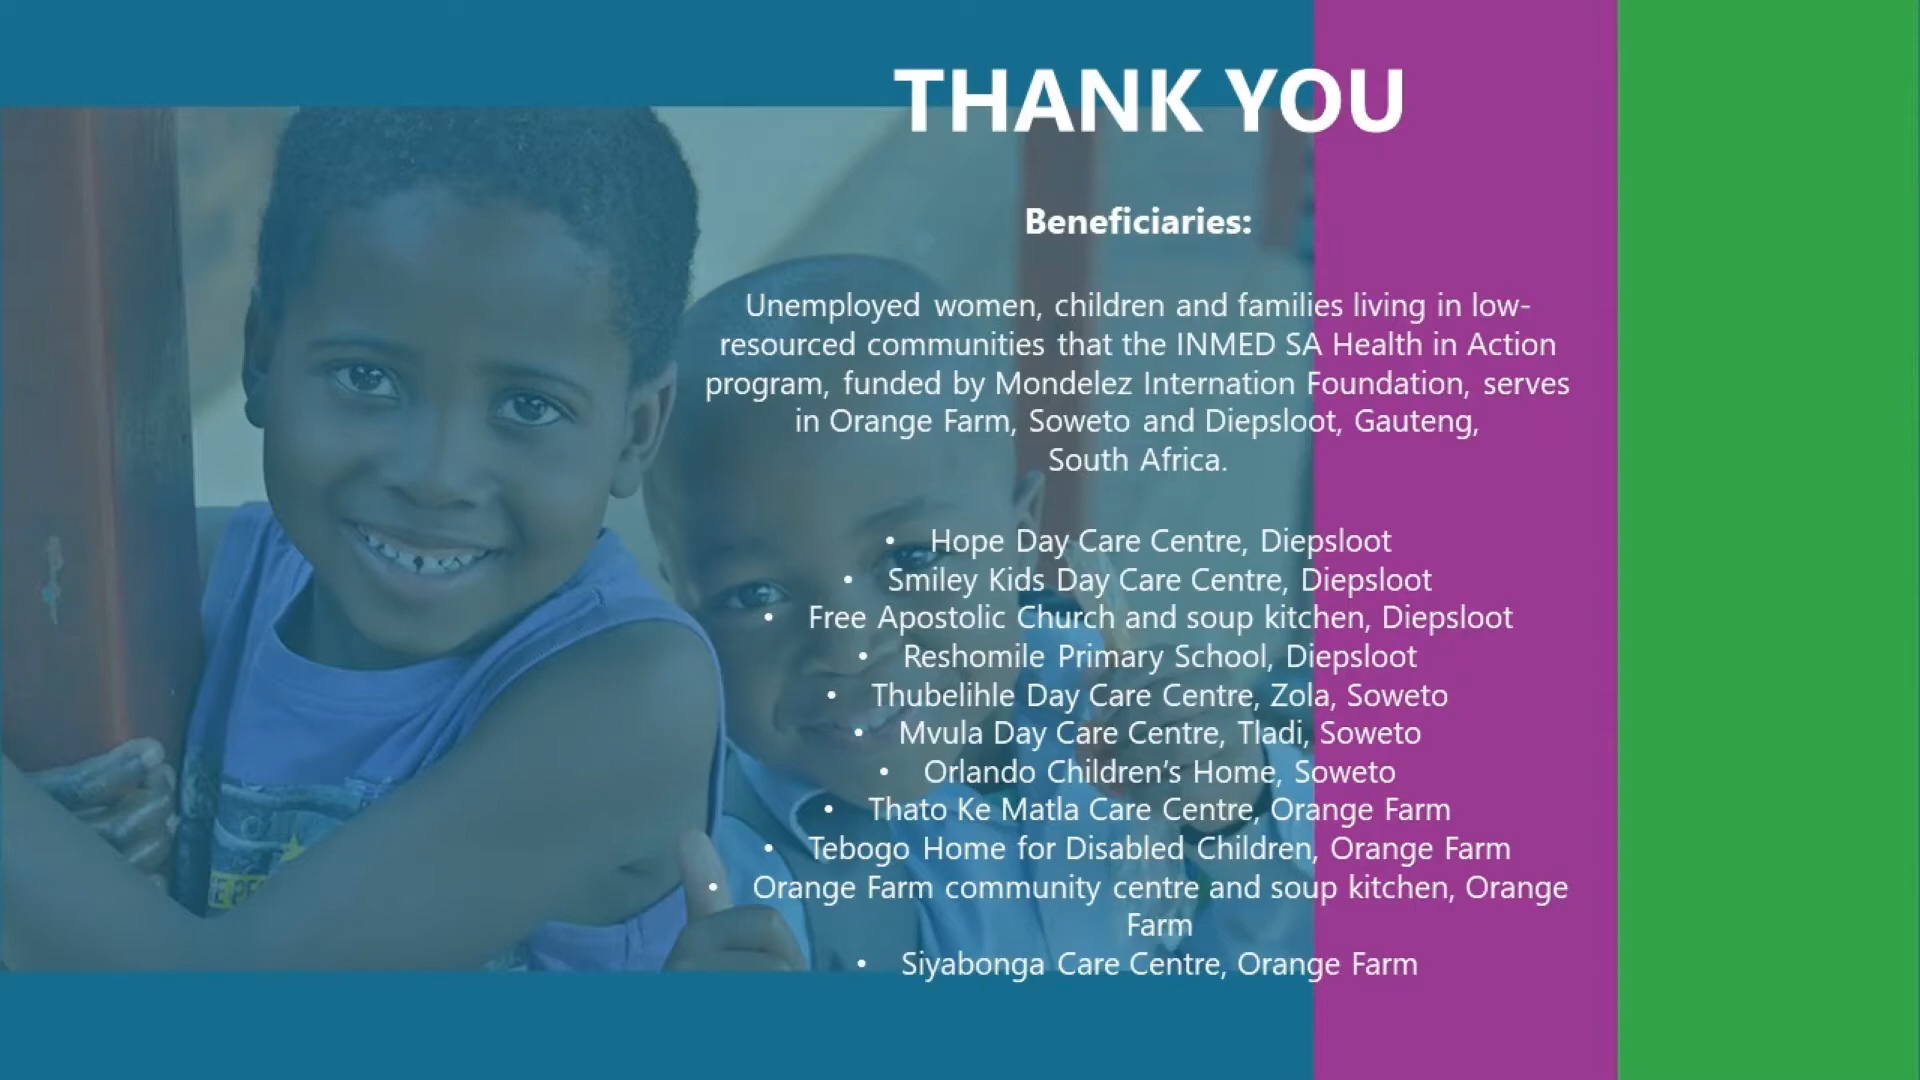 THANK YOU
Beneficiaries:
Unemployed women, children and families living in low-
resourced communities that the INMED SA Health in Action
program, funded by Mondelez Internation Foundation, serves
in Orange Farm, Soweto and Diepsloot, Gauteng,
South Africa.
• Hope Day Care Centre, Diepsloot
• Smiley Kids Day Care Centre, Diepsloot
• Free Apostolic Church and soup kitchen, Diepsloot
• Reshomile Primary School, Diepsloot
• Thubelihle Day Care Centre, Zola, Soweto
• Mvula Day Care Centre, Tladi, Soweto
• Orlando Children’s Home, Soweto
• Thato Ke Matla Care Centre, Orange Farm
• Tebogo Home for Disabled Children, Orange Farm
• Orange Farm community centre and soup kitchen, Orange
Farm
• Siyabonga Care Centre, Orange Farm